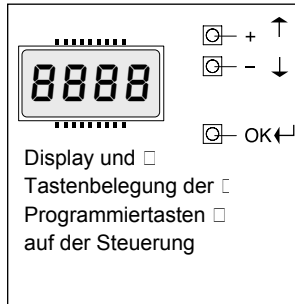 + ↑
8888
− ↓
OK ↵
Display und
Tastenbelegung der
Programmiertasten
auf der Steuerung